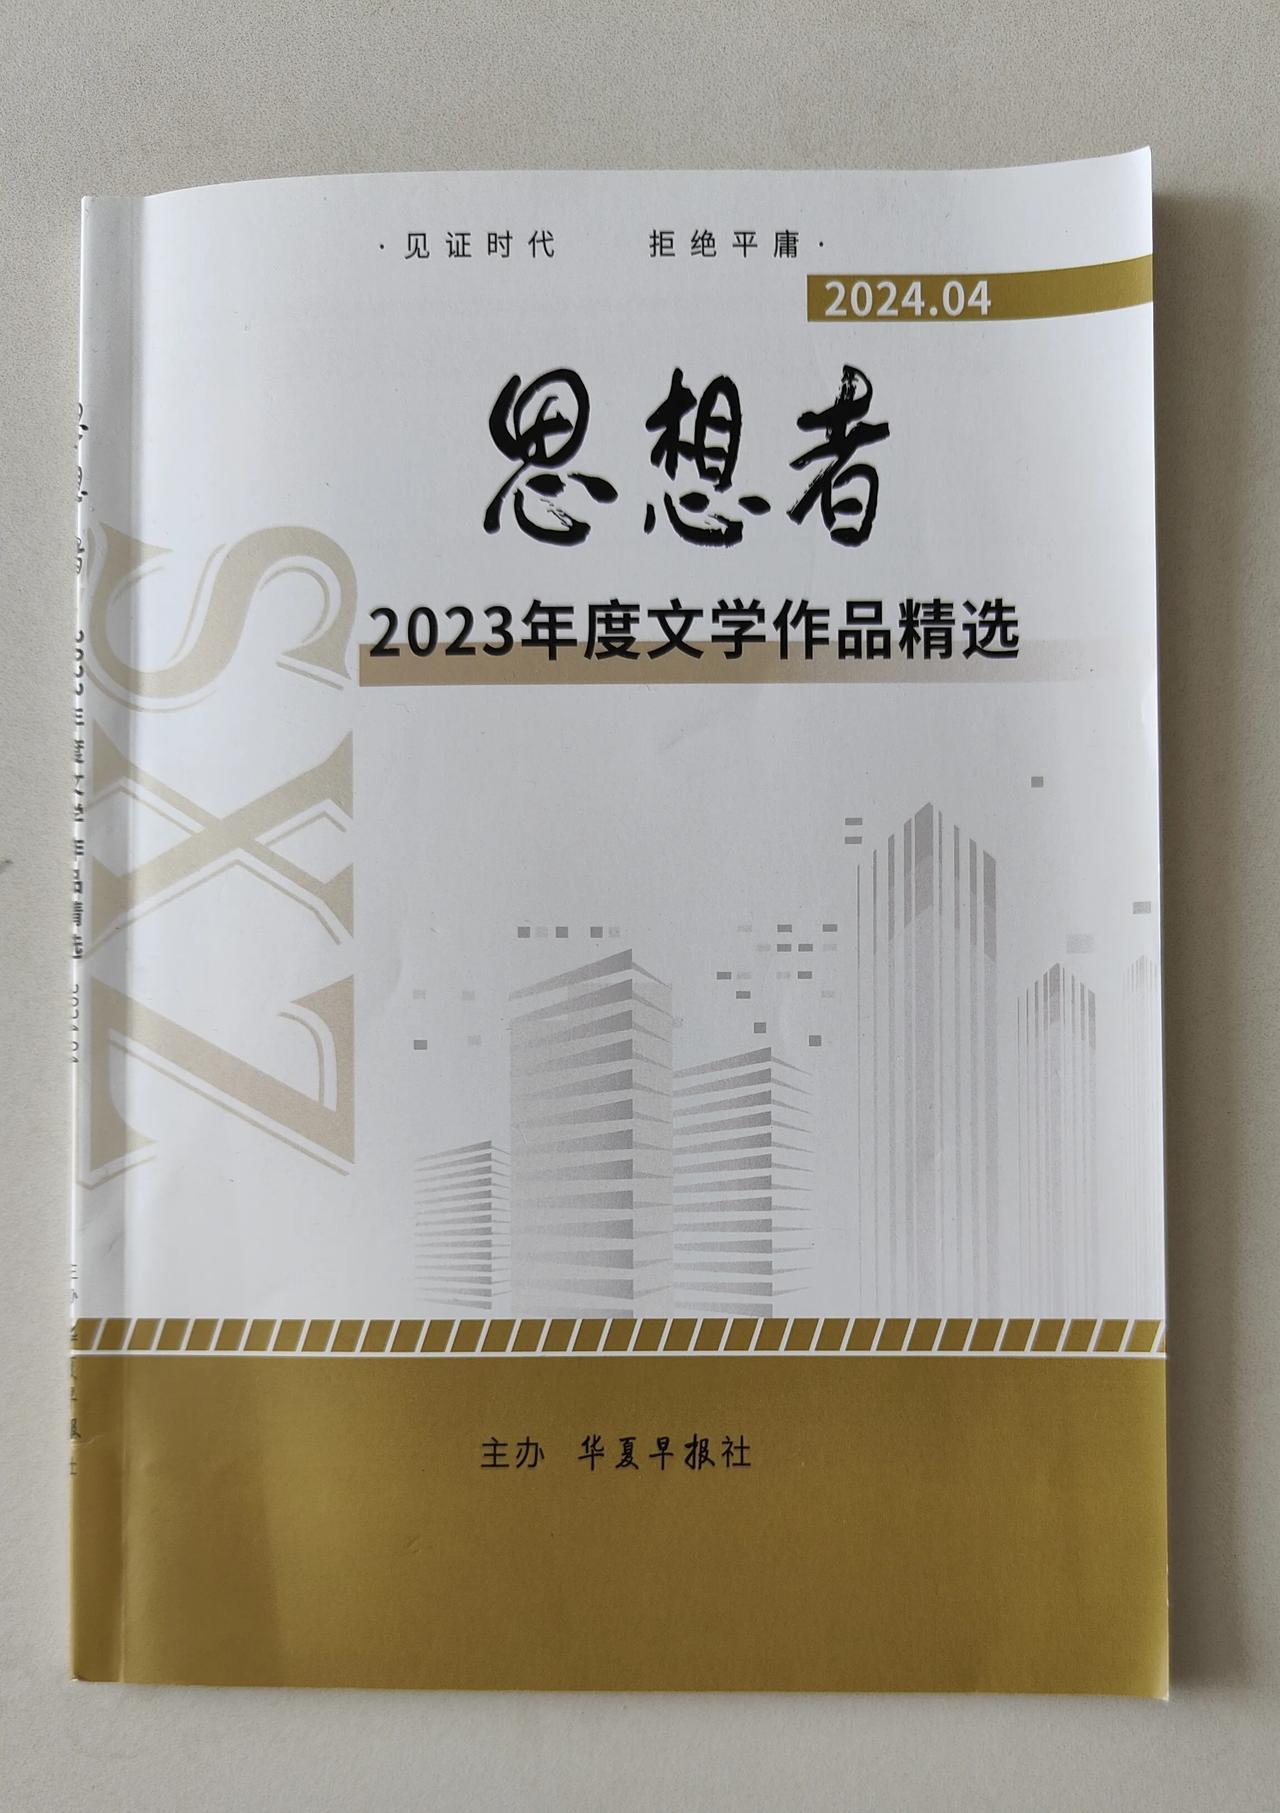 ·见证时代 拒绝平庸·
2024.04
思想者
2023年度文学作品精选
ZXS
主办 华夏早报社